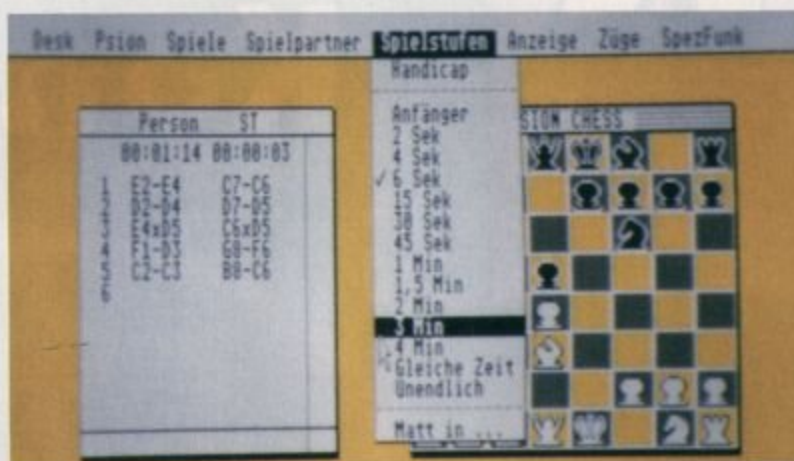 Desk Psion Spiele Spielpartner Spielstufen Anzeige Züge SpezFunk
Person ST
00:01:14 00:00:03
1 E2-E4 C7-C6
2 D2-D4 D7-D5
3 E4xD5 C6xD5
4 F1-D3 G8-F6
5 C2-C3 B8-C6
6
Handicap
Anfänger
2 Sek
4 Sek
✓ 6 Sek
15 Sek
30 Sek
45 Sek
1 Min
1,5 Min
2 Min
3 Min
4 Min
Gleiche Zeit
Unendlich
Matt in ...
SION CHESS